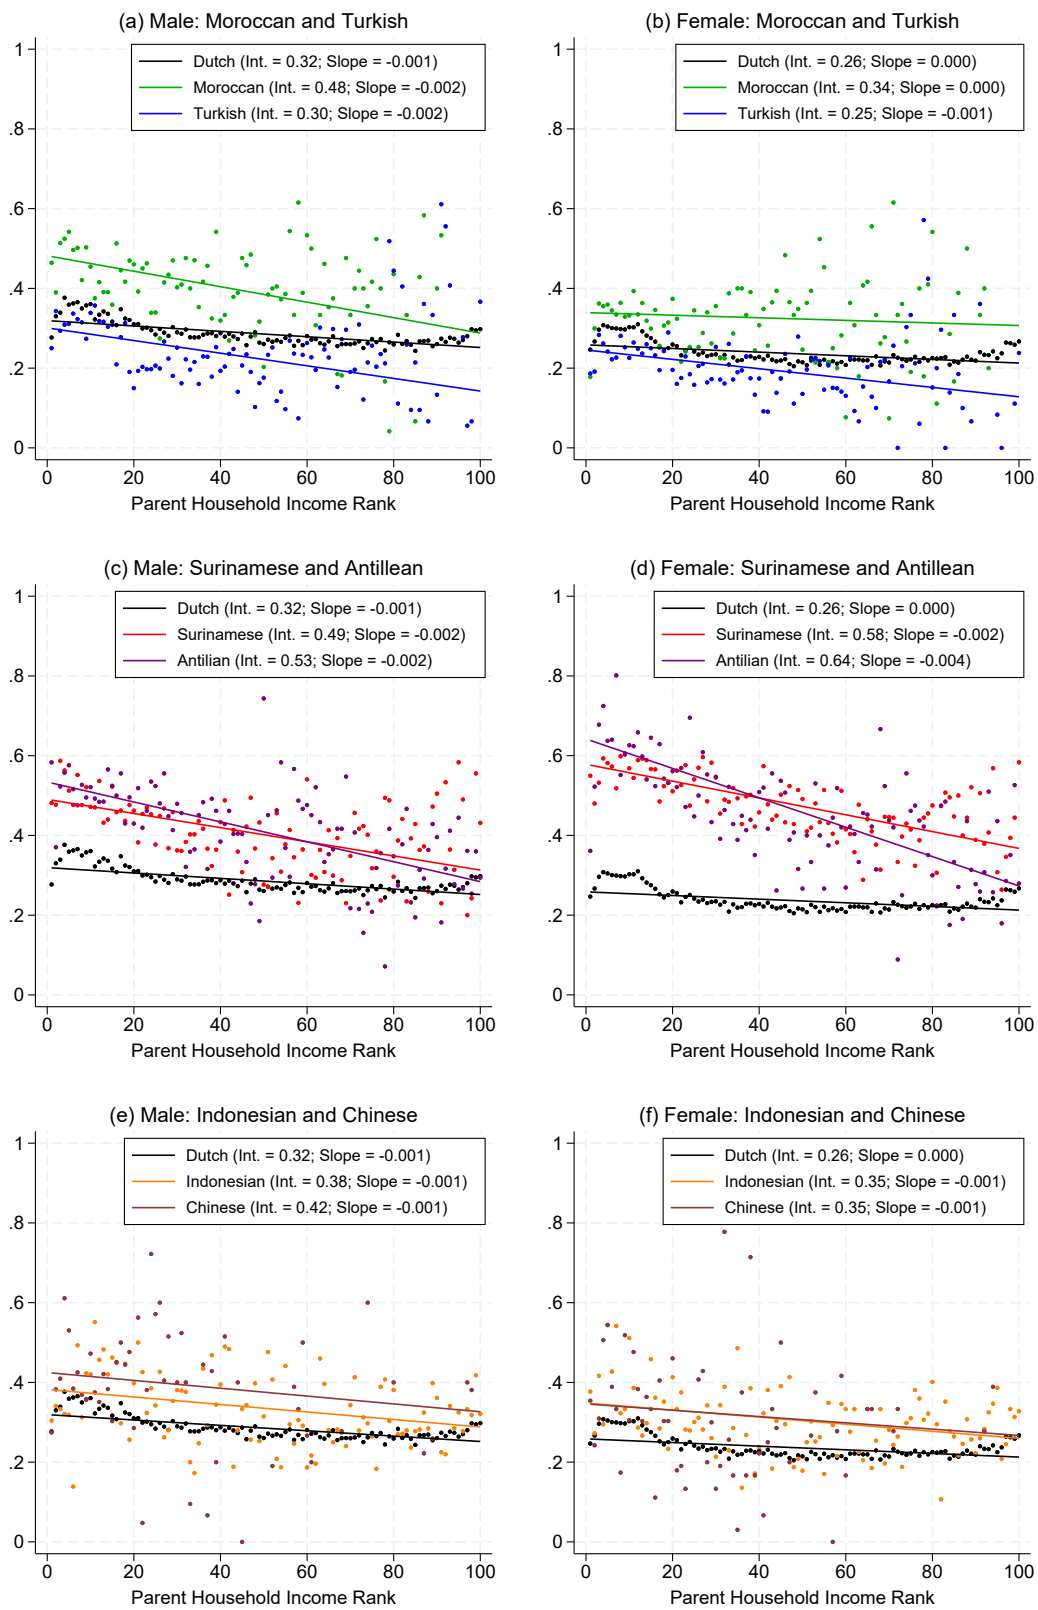 (a) Male: Moroccan and Turkish
1
.8
.6
.4
.2
0
Dutch (Int. = 0.32; Slope = -0.001)
Moroccan (Int. = 0.48; Slope = -0.002)
Turkish (Int. = 0.30; Slope = -0.002)
0 20 40 60 80 100
Parent Household Income Rank
(b) Female: Moroccan and Turkish
1
.8
.6
.4
.2
0
Dutch (Int. = 0.26; Slope = 0.000)
Moroccan (Int. = 0.34; Slope = 0.000)
Turkish (Int. = 0.25; Slope = -0.001)
0 20 40 60 80 100
Parent Household Income Rank
(c) Male: Surinamese and Antillean
1
.8
.6
.4
.2
0
Dutch (Int. = 0.32; Slope = -0.001)
Surinamese (Int. = 0.49; Slope = -0.002)
Antilian (Int. = 0.53; Slope = -0.002)
0 20 40 60 80 100
Parent Household Income Rank
(d) Female: Surinamese and Antillean
1
.8
.6
.4
.2
0
Dutch (Int. = 0.26; Slope = 0.000)
Surinamese (Int. = 0.58; Slope = -0.002)
Antilian (Int. = 0.64; Slope = -0.004)
0 20 40 60 80 100
Parent Household Income Rank
(e) Male: Indonesian and Chinese
1
.8
.6
.4
.2
0
Dutch (Int. = 0.32; Slope = -0.001)
Indonesian (Int. = 0.38; Slope = -0.001)
Chinese (Int. = 0.42; Slope = -0.001)
0 20 40 60 80 100
Parent Household Income Rank
(f) Female: Indonesian and Chinese
1
.8
.6
.4
.2
0
Dutch (Int. = 0.26; Slope = 0.000)
Indonesian (Int. = 0.35; Slope = -0.001)
Chinese (Int. = 0.35; Slope = -0.001)
0 20 40 60 80 100
Parent Household Income Rank